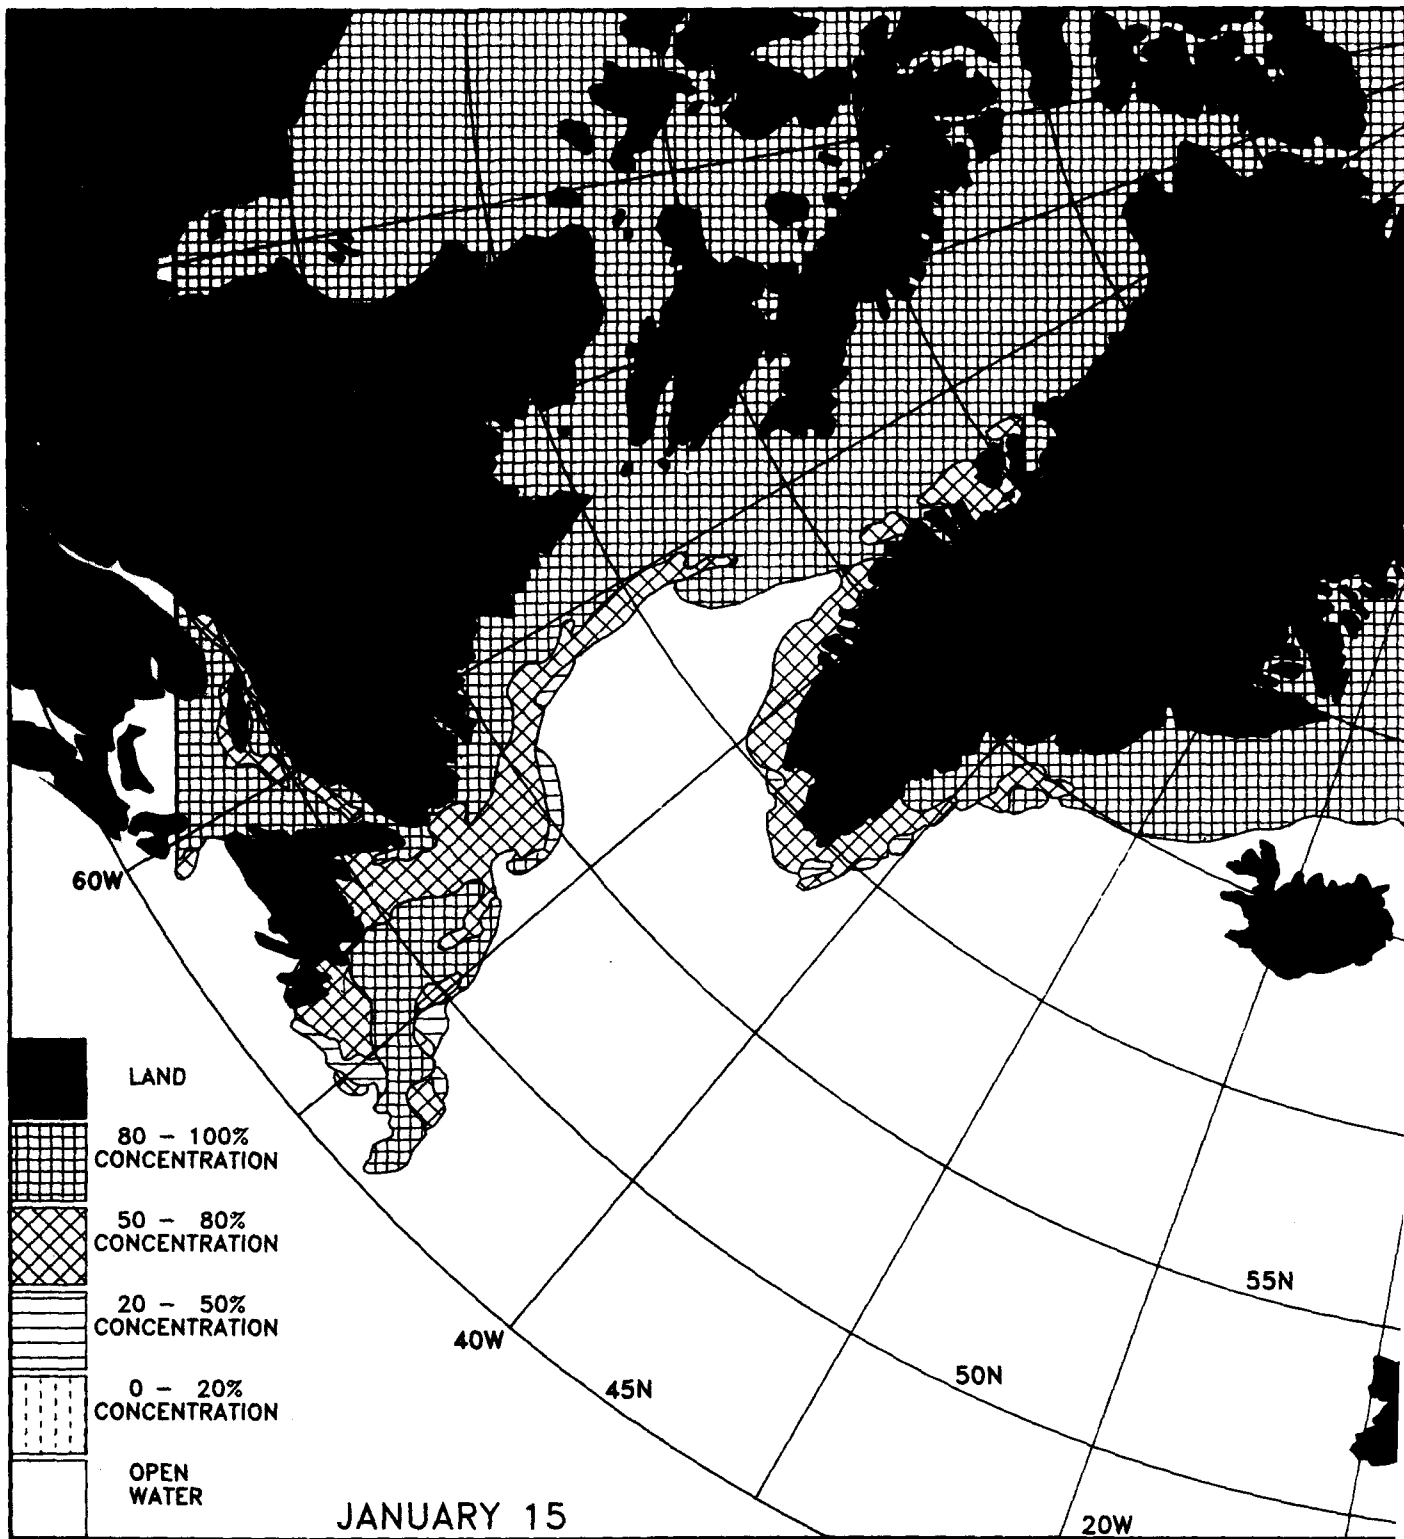 60W
LAND
80 - 100%
CONCENTRATION
50 - 80%
CONCENTRATION
20 - 50%
CONCENTRATION
0 - 20%
CONCENTRATION
OPEN
WATER
55N
40W
50N
45N
JANUARY 15
20W